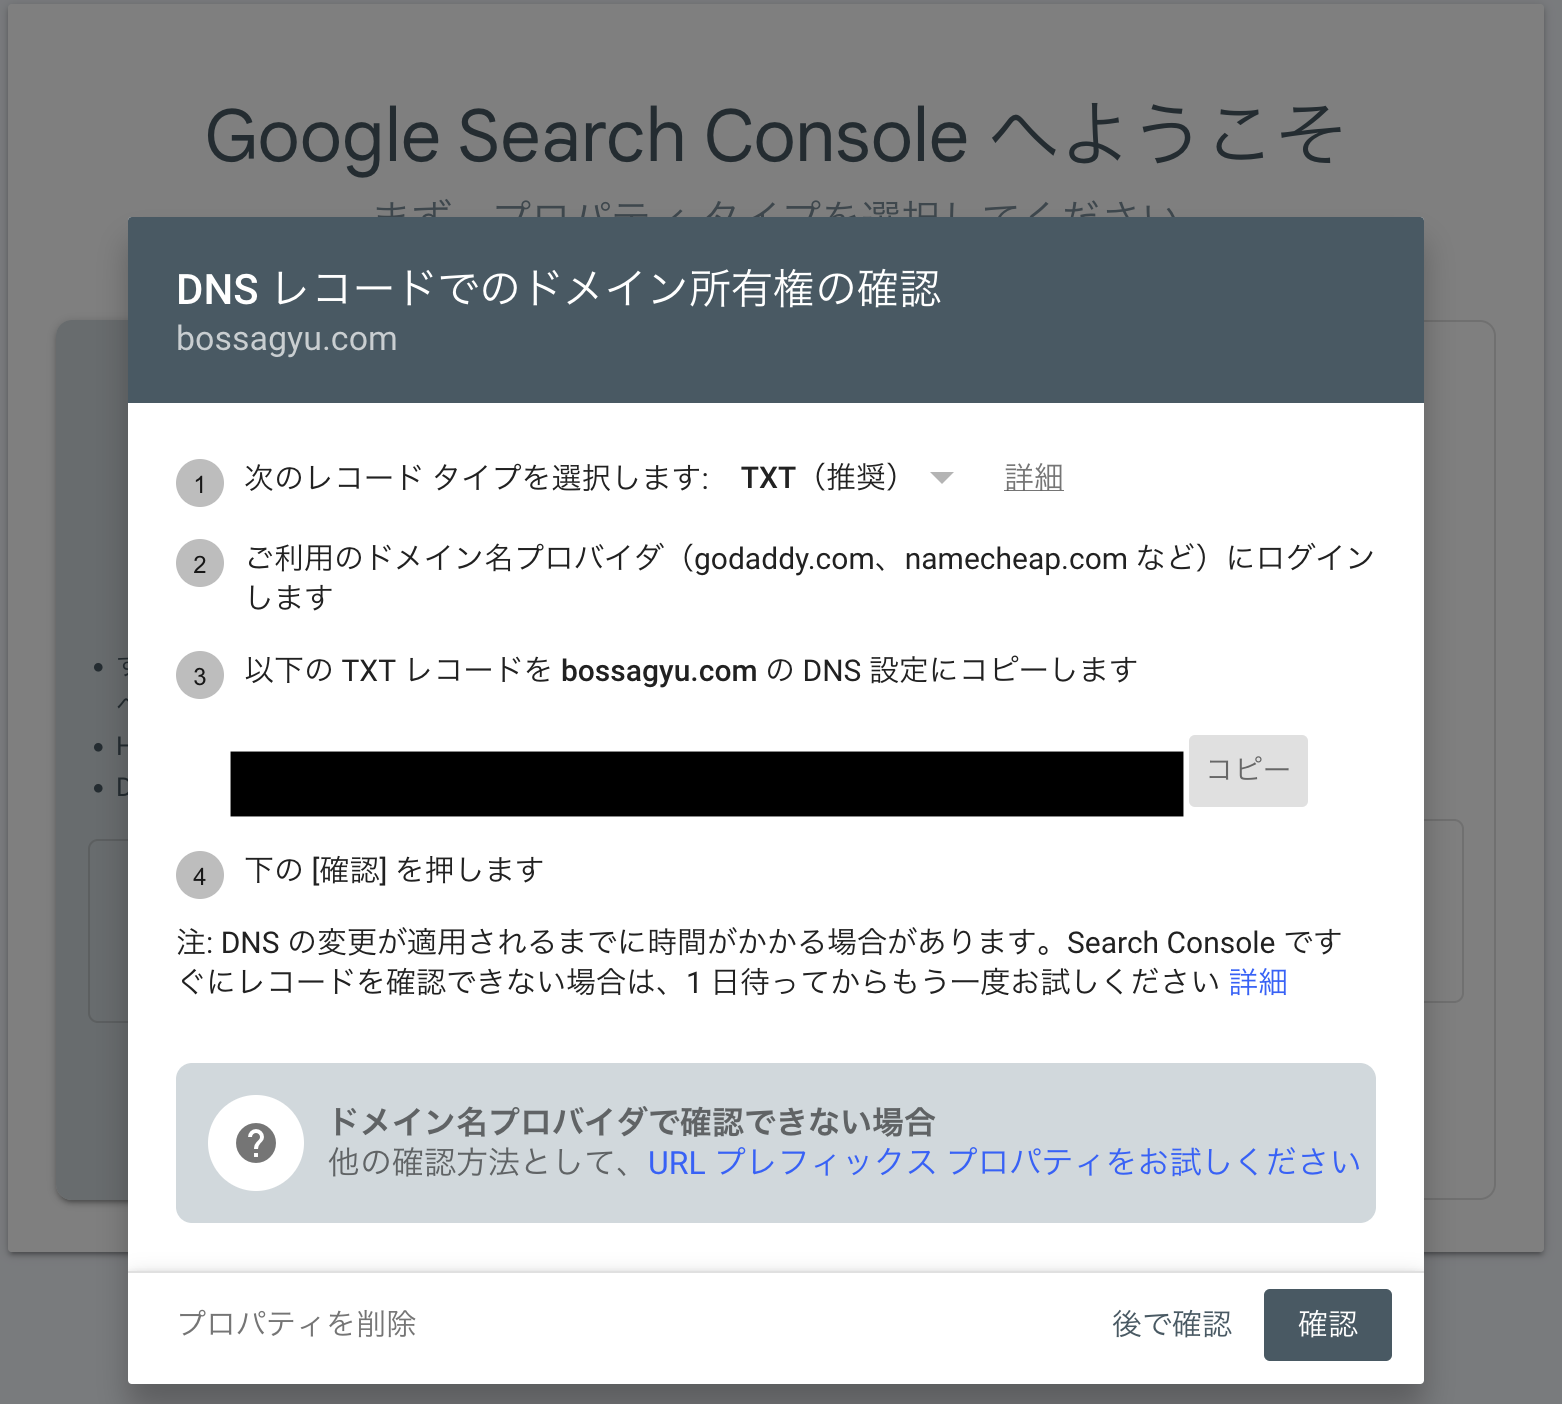 Google Search Console へようこそ
まず、プロパティ タイプを選択してください
DNS レコードでのドメイン所有権の確認
bossagyu.com
1 次のレコード タイプを選択します: TXT（推奨） 詳細
2 ご利用のドメイン名プロバイダ（godaddy.com、namecheap.com など）にログイン
します
3 以下の TXT レコードを bossagyu.com の DNS 設定にコピーします
コピー
4 下の [確認] を押します
注: DNS の変更が適用されるまでに時間がかかる場合があります。Search Console です
ぐにレコードを確認できない場合は、1 日待ってからもう一度お試しください 詳細
ドメイン名プロバイダで確認できない場合
他の確認方法として、URL プレフィックス プロパティをお試しください
プロパティを削除
後で確認
確認